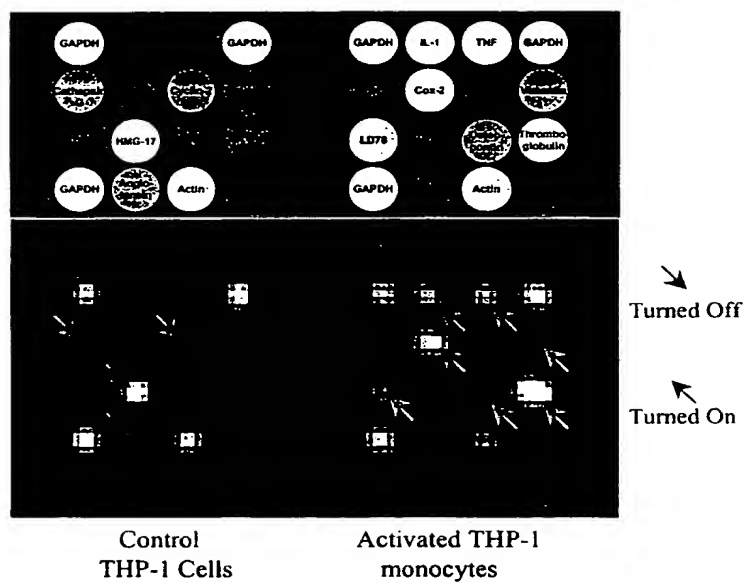 GAPDH GAPDH GAPDH IL-1 TNF GAPDH
Cox-2
HMG-17 LD78 Thrombo-
globulin
GAPDH Actin GAPDH Actin
Turned Off
Turned On
Control
THP-1 Cells
Activated THP-1
monocytes